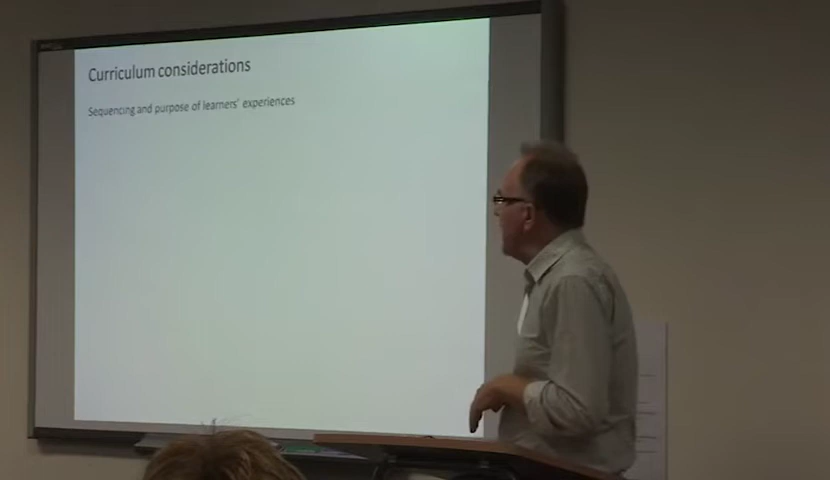 Curriculum considerations
Sequencing and purpose of learners' experiences